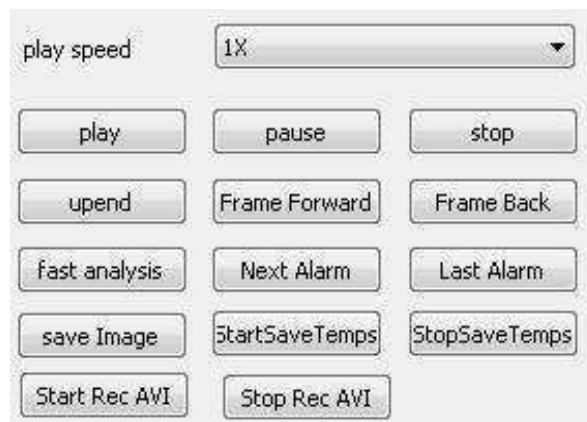 play speed 1X
play pause stop
upend Frame Forward Frame Back
fast analysis Next Alarm Last Alarm
save Image StartSaveTemps StopSaveTemps
Start Rec AVI Stop Rec AVI